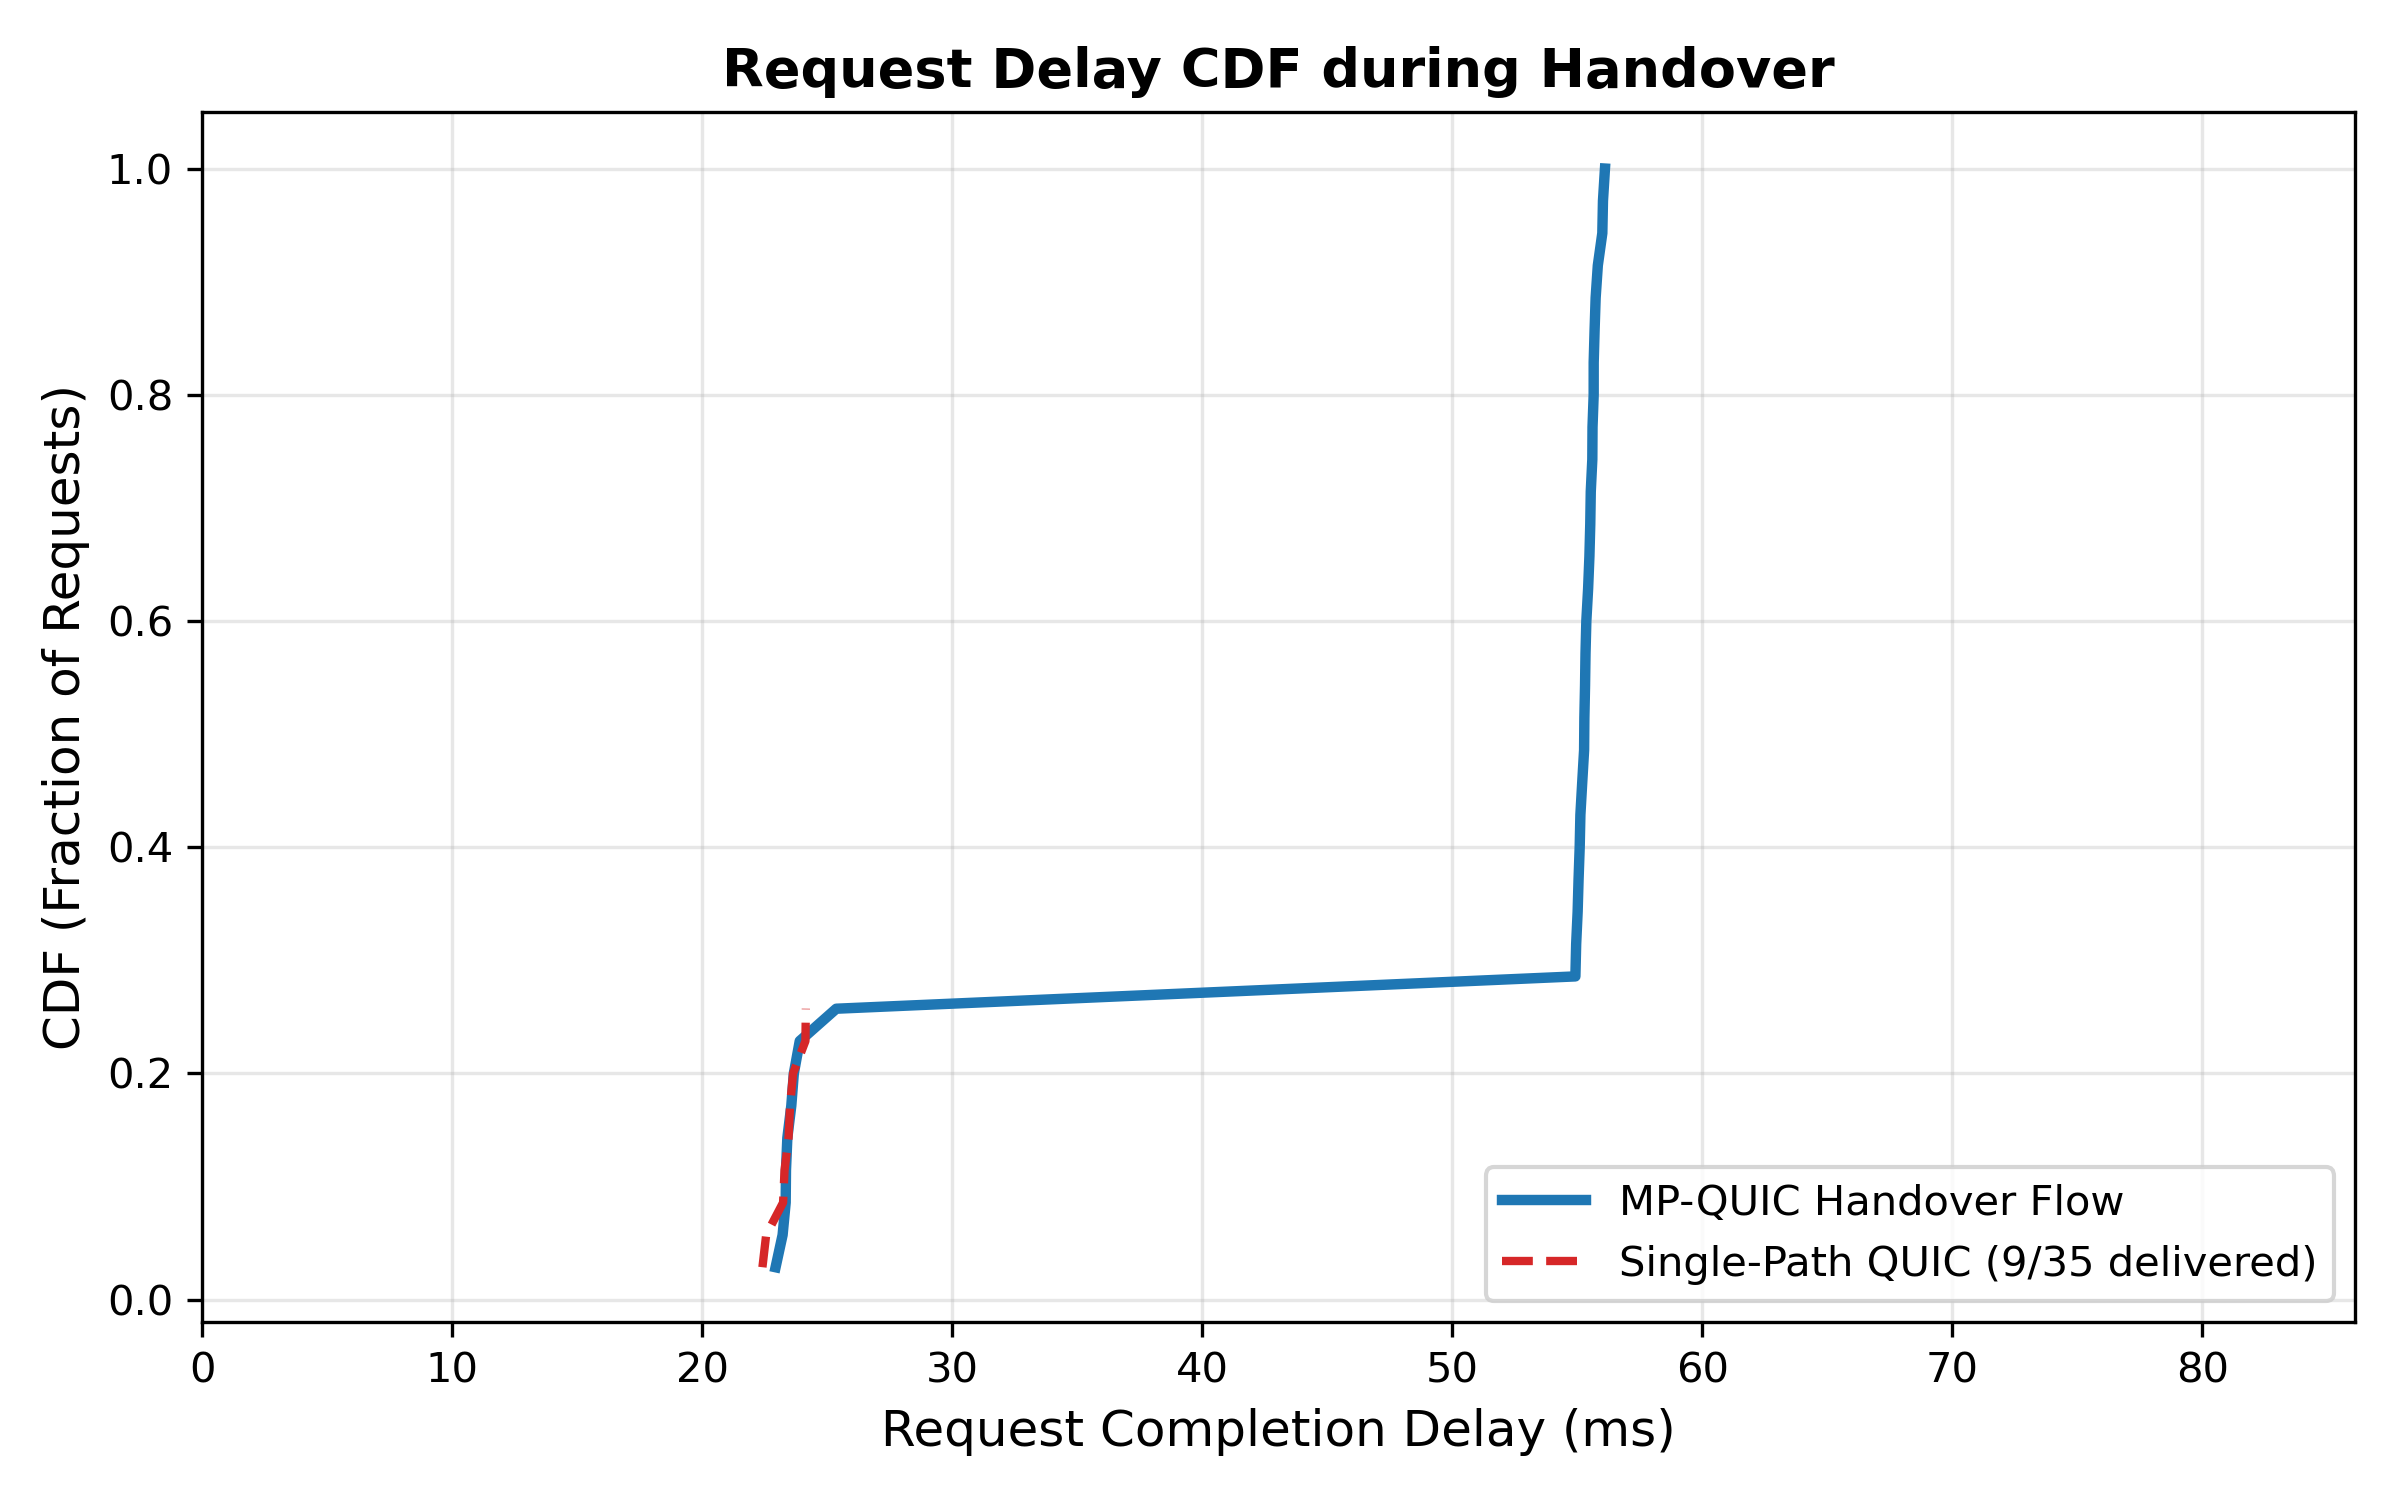 Request Delay CDF during Handover
CDF (Fraction of Requests)
1.0
0.8
0.6
0.4
0.2
0.0
MP-QUIC Handover Flow
Single-Path QUIC (9/35 delivered)
0 10 20 30 40 50 60 70 80
Request Completion Delay (ms)